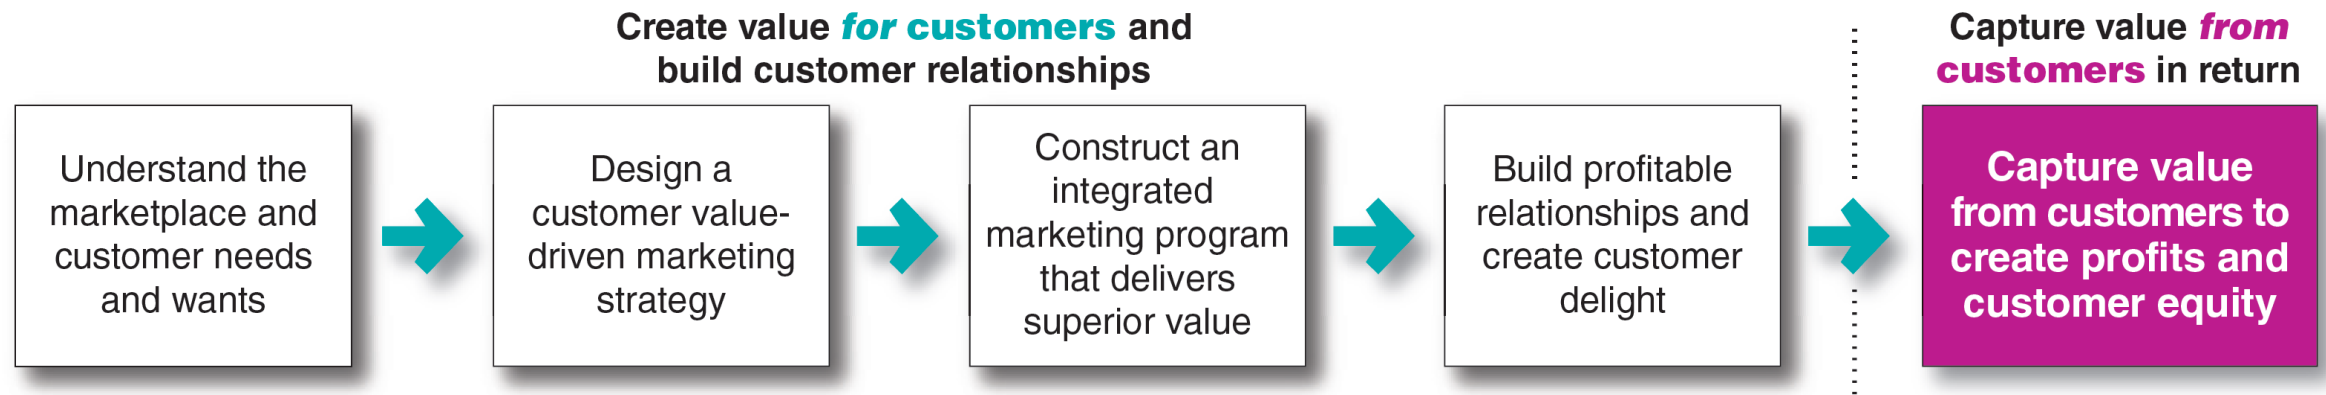 Create value for customers and
build customer relationships
Capture value from
customers in return
Understand the
marketplace and
customer needs
and wants
Design a
customer value-
driven marketing
strategy
Construct an
integrated
marketing program
that delivers
superior value
Build profitable
relationships and
create customer
delight
Capture value
from customers to
create profits and
customer equity